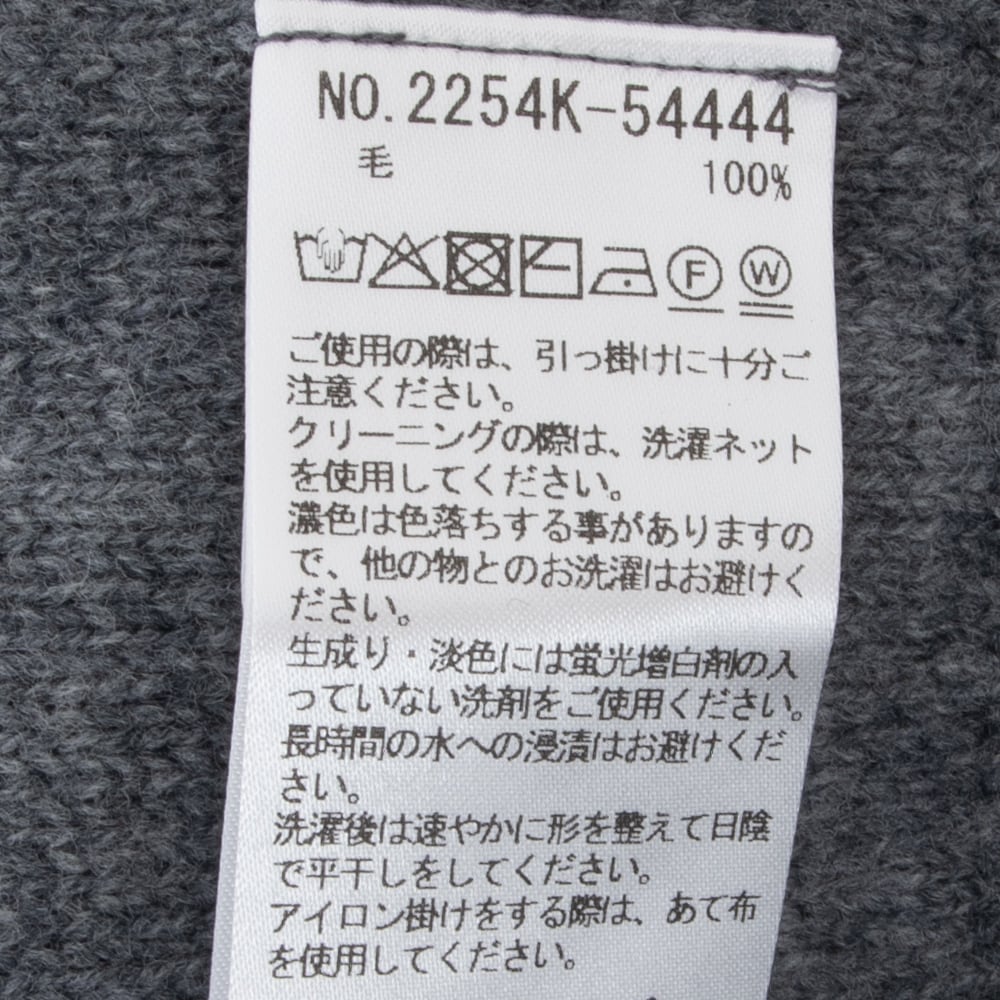 NO.2254K-54444
毛 100%
F W
ご使用の際は、引っ掛けに十分ご
注意ください。
クリーニングの際は、洗濯ネット
を使用してください。
濃色は色落ちする事がありますの
で、他の物とのお洗濯はお避けく
ださい。
生成り・淡色には蛍光増白剤の入
っていない洗剤をご使用ください。
長時間の水への浸漬はお避けくだ
さい。
洗濯後は速やかに形を整えて日陰
で平干しをしてください。
アイロン掛けをする際は、あて布
を使用してください。